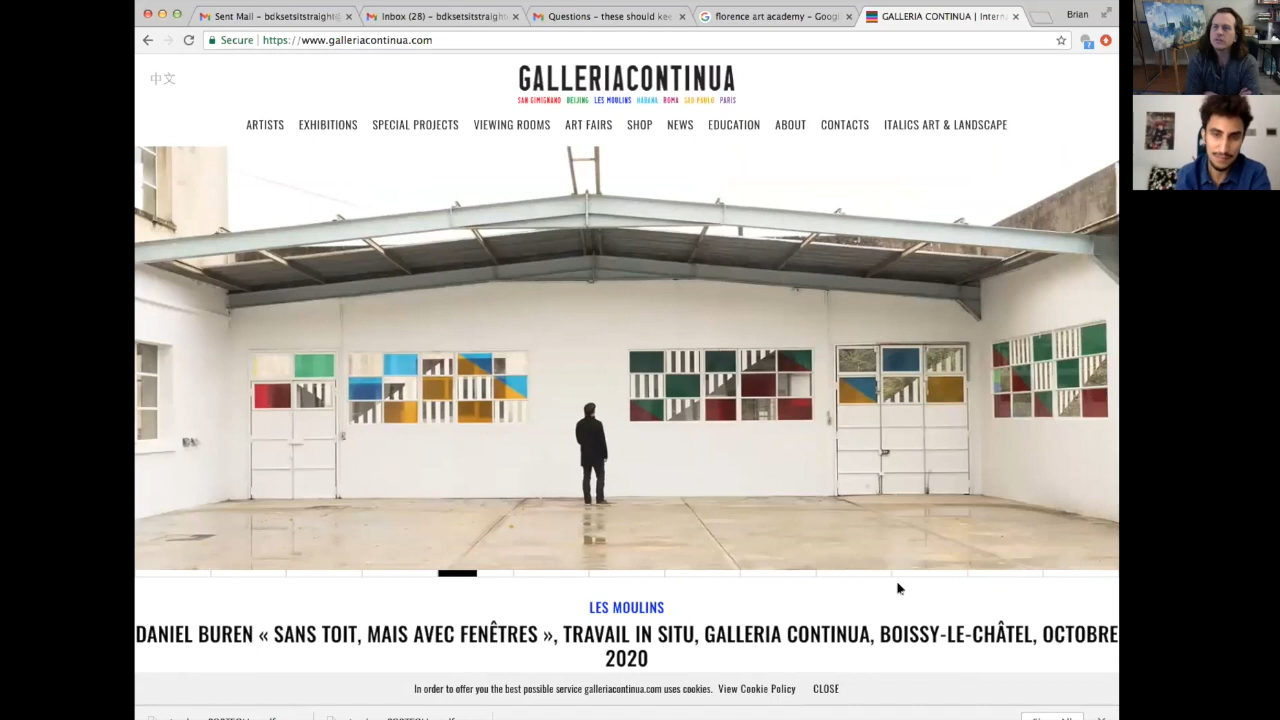 Sent Mail – bdksetsitstraight@
Inbox (28) – bdksetsitstraight
Questions – these should kee
florence art academy – Googl
GALLERIA CONTINUA | Intern
Brian
Secure
https://www.galleriacontinua.com
中文
GALLERIACONTINUA
SAN GIMIGNANO BEIJING LES MOULINS HABANA ROMA SAO PAULO PARIS
ARTISTS EXHIBITIONS SPECIAL PROJECTS VIEWING ROOMS ART FAIRS SHOP NEWS EDUCATION ABOUT CONTACTS ITALICS ART & LANDSCAPE
LES MOULINS
DANIEL BUREN « SANS TOIT, MAIS AVEC FENÊTRES », TRAVAIL IN SITU, GALLERIA CONTINUA, BOISSY-LE-CHÂTEL, OCTOBRE
2020
In order to offer you the best possible service galleriacontinua.com uses cookies. View Cookie Policy CLOSE